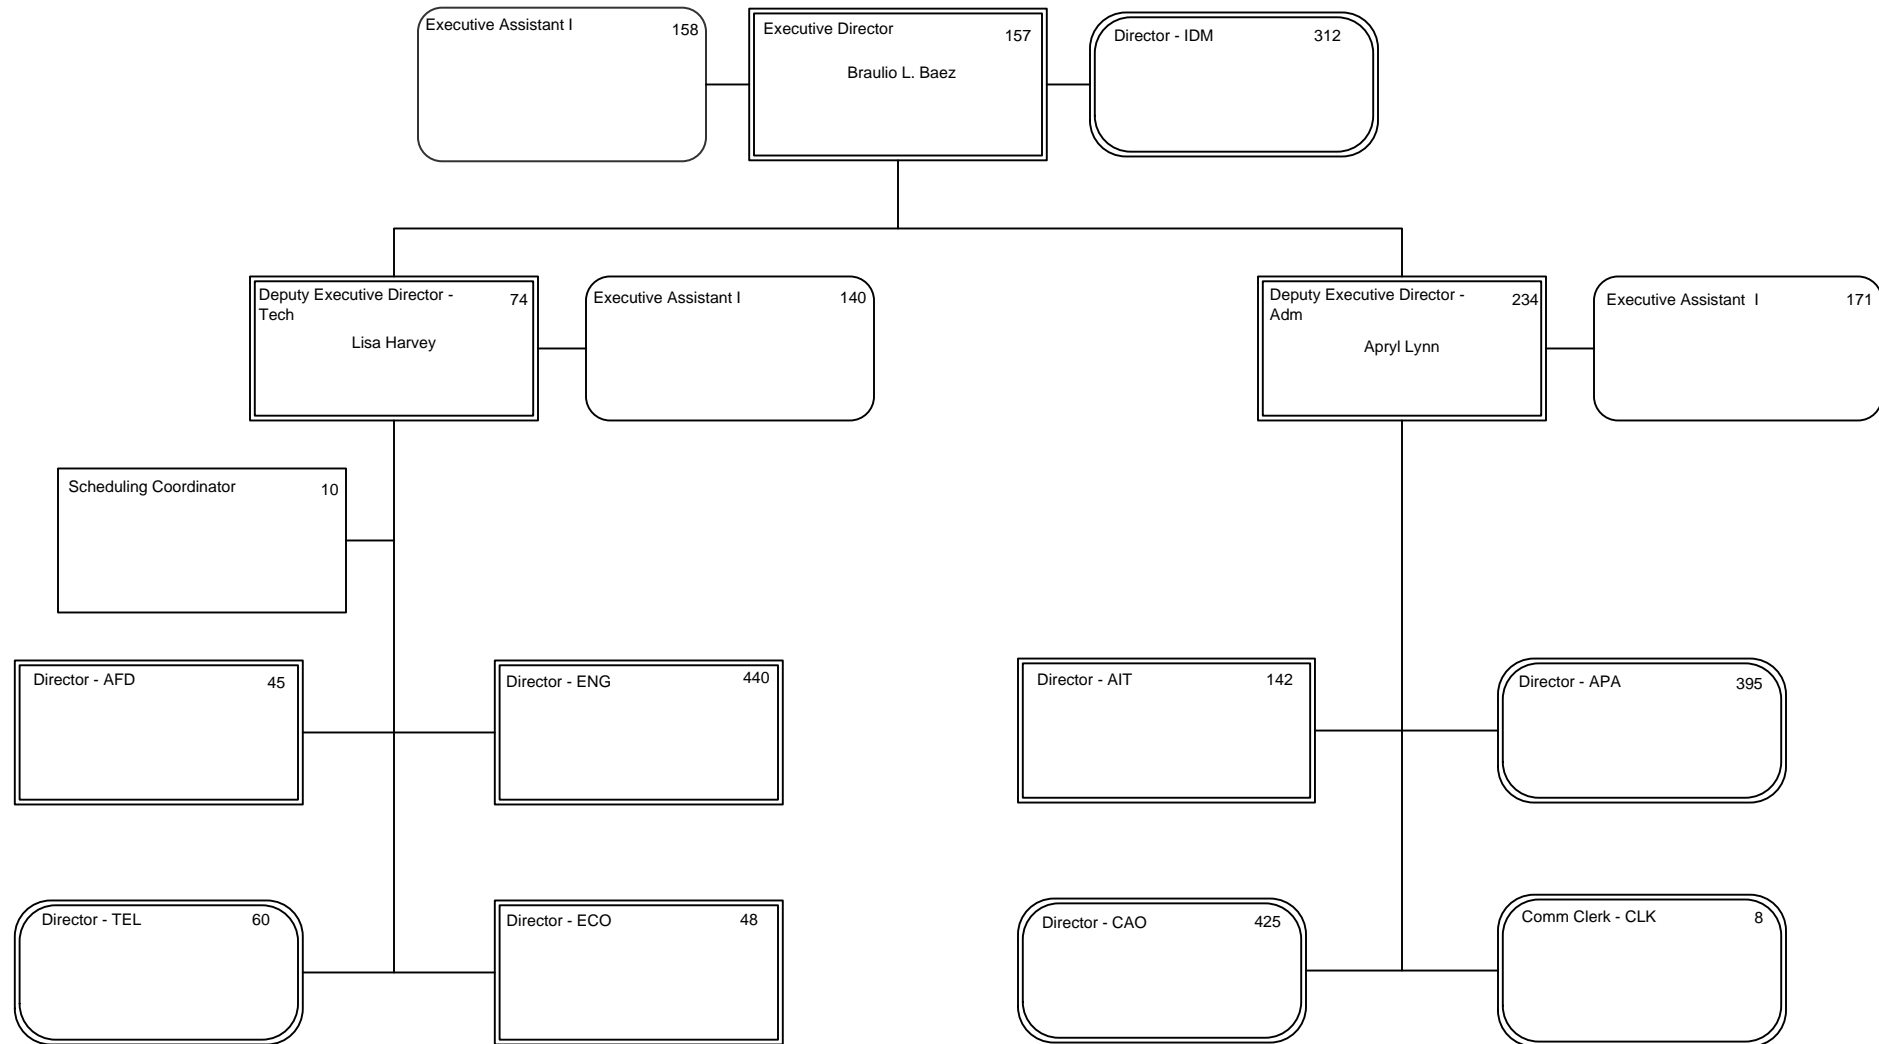 Executive Assistant I 158
Executive Director 157
Braulio L. Baez
Director - IDM 312
Deputy Executive Director - 74
Tech
Lisa Harvey
Executive Assistant I 140
Deputy Executive Director - 234
Adm
Apryl Lynn
Executive Assistant I 171
Scheduling Coordinator 10
Director - AFD 45
Director - ENG 440
Director - AIT 142
Director - APA 395
Director - TEL 60
Director - ECO 48
Director - CAO 425
Comm Clerk - CLK 8